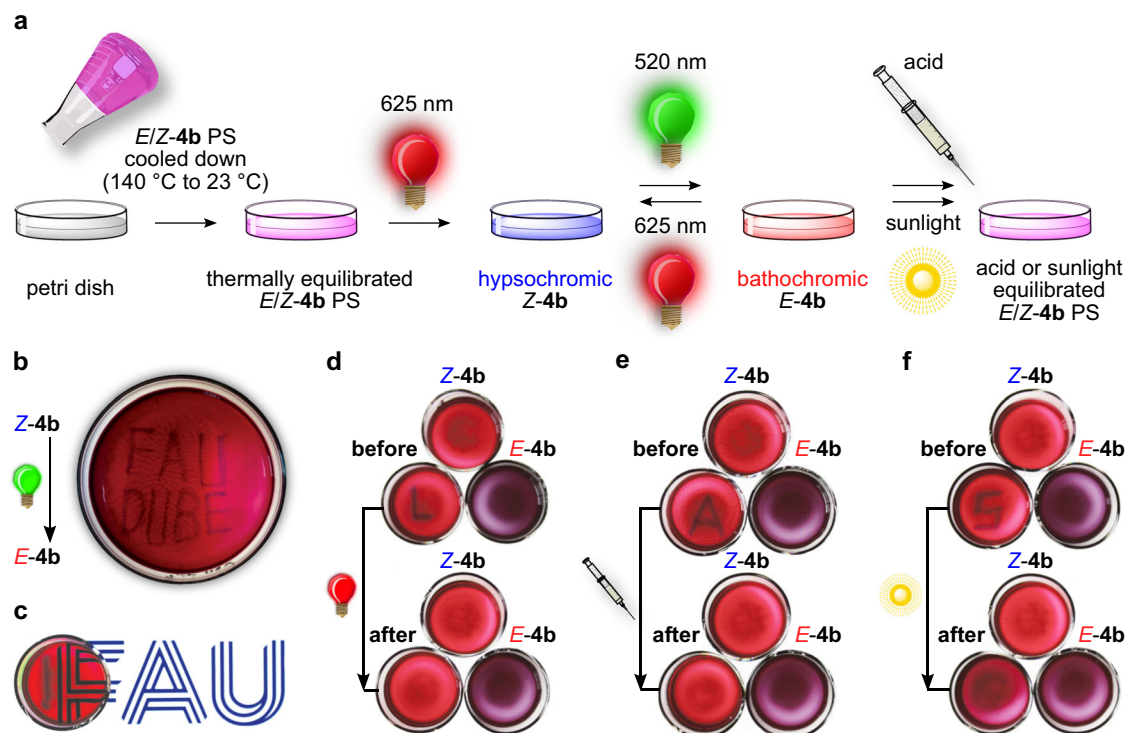 a
E/Z-4b PS
cooled down
(140 °C to 23 °C)
625 nm
520 nm
625 nm
acid
sunlight
petri dish
thermally equilibrated
E/Z-4b PS
hypsochromic
Z-4b
bathochromic
E-4b
acid or sunlight
equilibrated
E/Z-4b PS
b
Z-4b
E-4b
FAU
DUBE
c
FAU
d
Z-4b
before
E-4b
L
Z-4b
after
E-4b
e
Z-4b
before
E-4b
A
Z-4b
after
E-4b
f
Z-4b
before
E-4b
S
Z-4b
after
E-4b